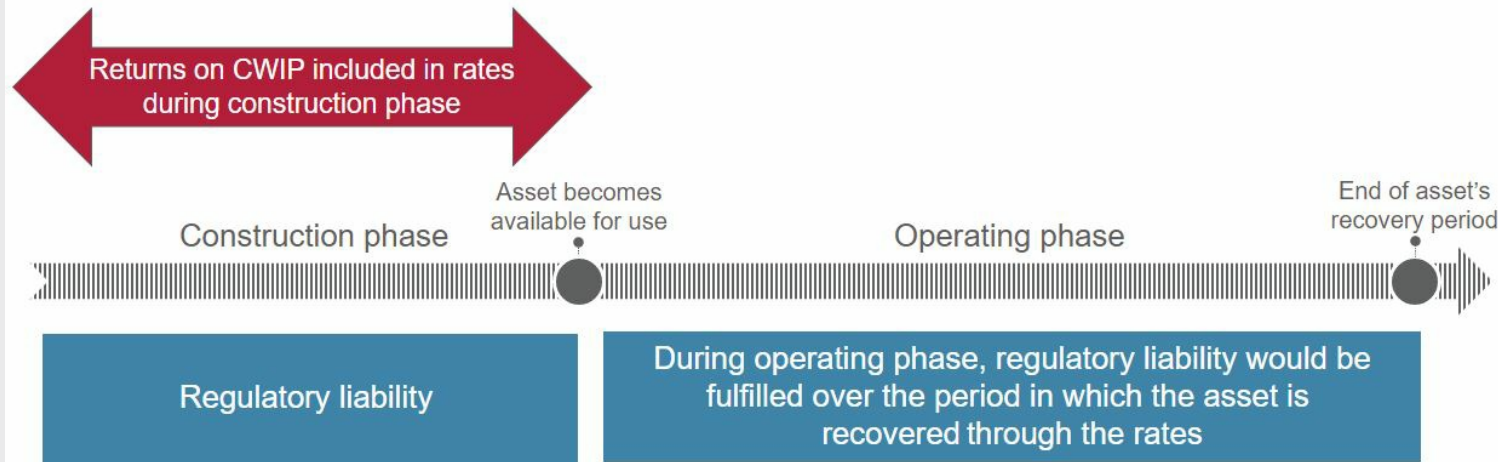 Returns on CWIP included in rates
during construction phase
Asset becomes
available for use
End of asset's
recovery period
Construction phase
Operating phase
Regulatory liability
During operating phase, regulatory liability would be
fulfilled over the period in which the asset is
recovered through the rates